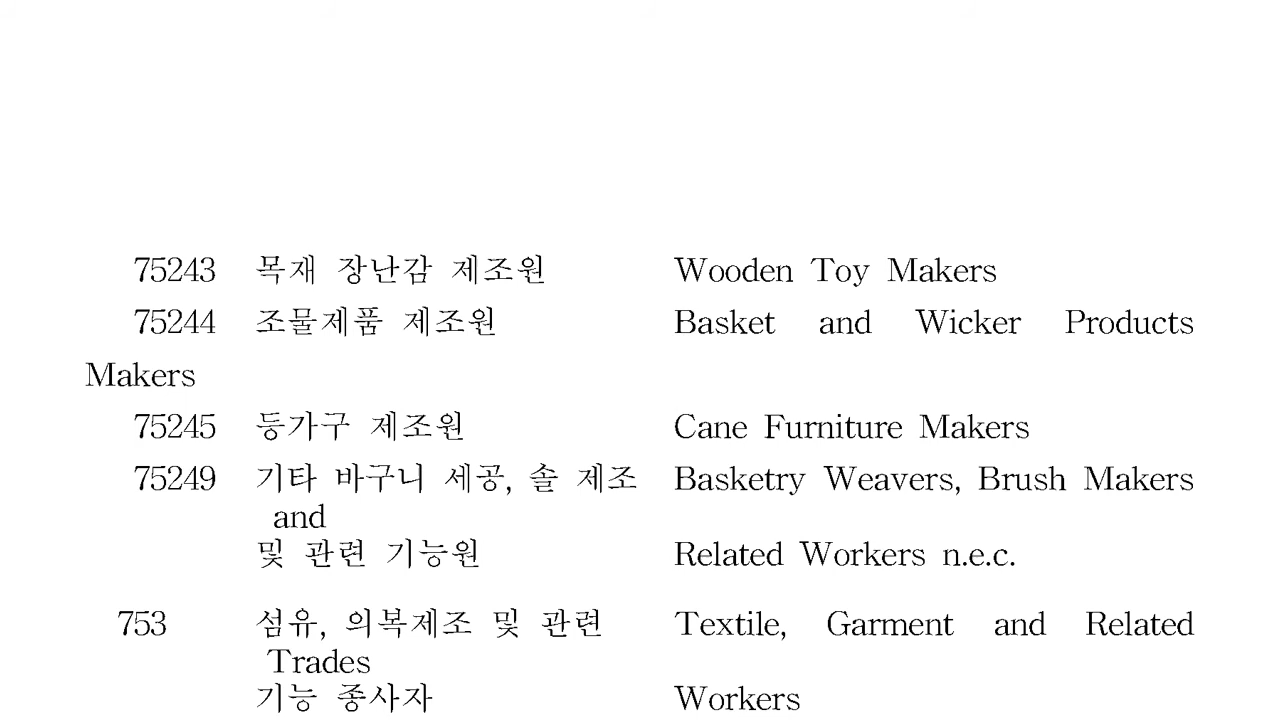 75243 목재 장난감 제조원 Wooden Toy Makers
75244 조물제품 제조원 Basket and Wicker Products
Makers
75245 등가구 제조원 Cane Furniture Makers
75249 기타 바구니 세공, 솔 제조 Basketry Weavers, Brush Makers
and
및 관련 기능원 Related Workers n.e.c.
753 섬유, 의복제조 및 관련 Textile, Garment and Related
Trades
기능 종사자 Workers